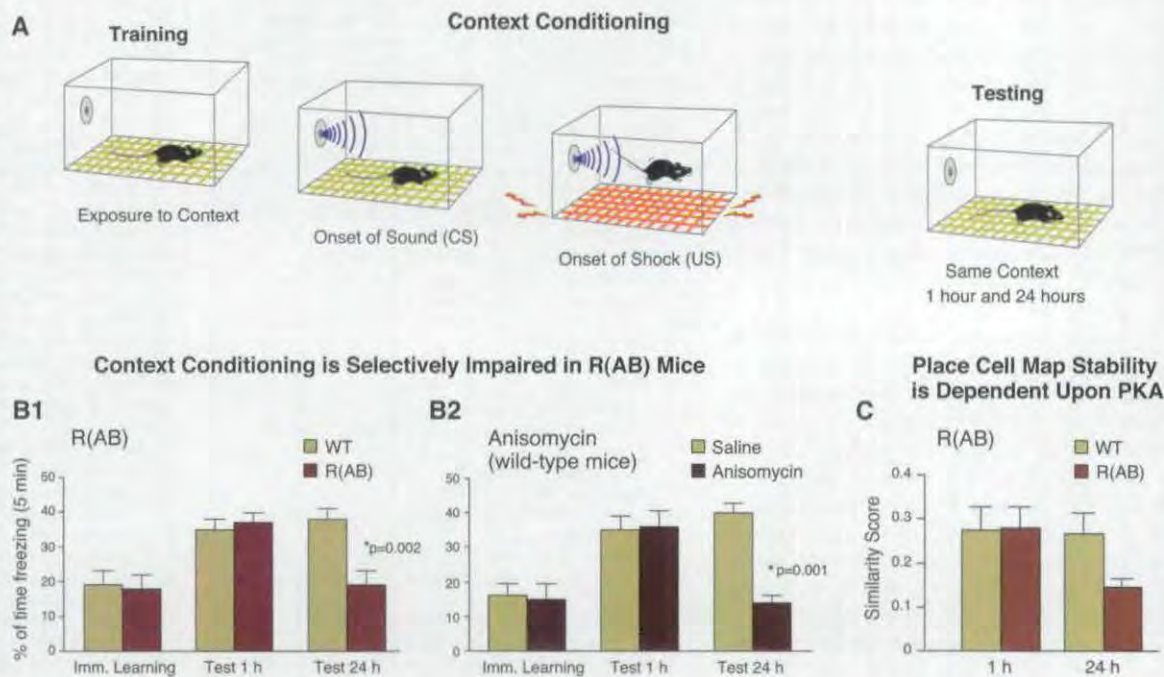 A
Context Conditioning
Training
Testing
Exposure to Context
Onset of Sound (CS)
Onset of Shock (US)
Same Context
1 hour and 24 hours
Context Conditioning is Selectively Impaired in R(AB) Mice
B1
R(AB)
WT
R(AB)
% of time freezing (5 min)
50
40
30
20
10
0
*p=0.002
Imm. Learning
Test 1 h
Test 24 h
B2
Anisomycin
(wild-type mice)
Saline
Anisomycin
50
40
30
20
10
0
*p=0.001
Imm. Learning
Test 1 h
Test 24 h
Place Cell Map Stability
is Dependent Upon PKA
C
R(AB)
WT
R(AB)
Similarity Score
0.4
0.3
0.2
0.1
0
1 h
24 h